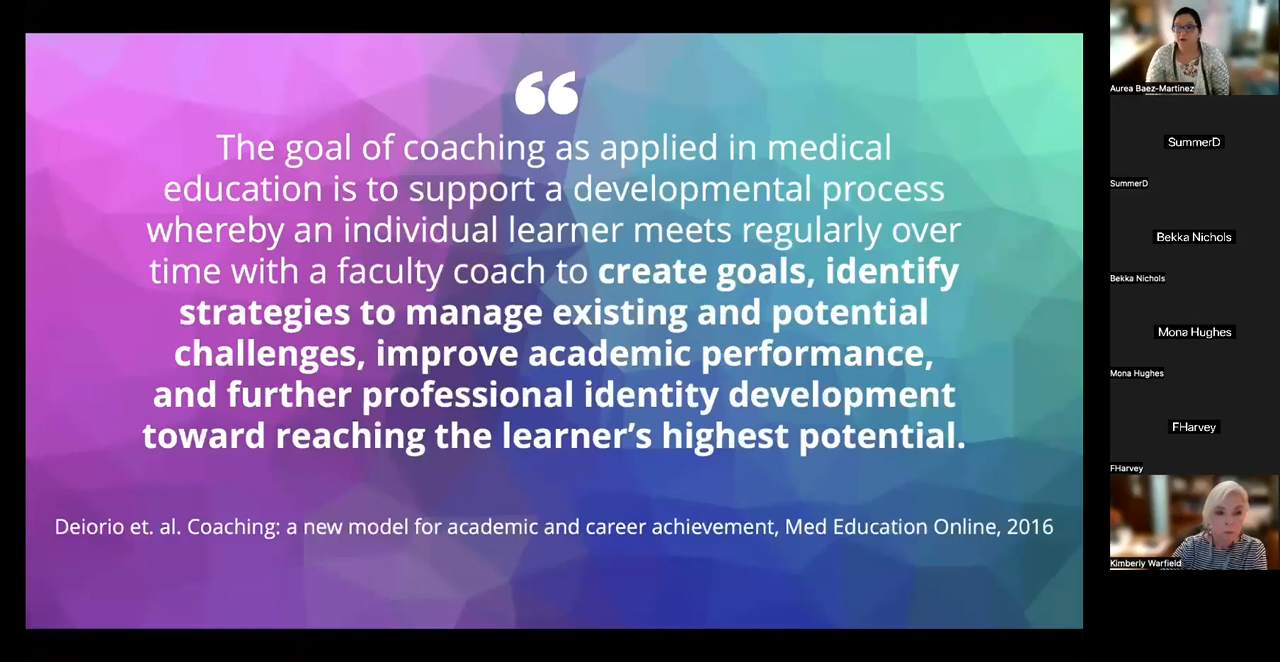 “
The goal of coaching as applied in medical
education is to support a developmental process
whereby an individual learner meets regularly over
time with a faculty coach to create goals, identify
strategies to manage existing and potential
challenges, improve academic performance,
and further professional identity development
toward reaching the learner’s highest potential.
Deiorio et. al. Coaching: a new model for academic and career achievement, Med Education Online, 2016
Aurea Baez-Martinez
SummerD
SummerD
Bekka Nichols
Bekka Nichols
Mona Hughes
Mona Hughes
FHarvey
FHarvey
Kimberly Warfield